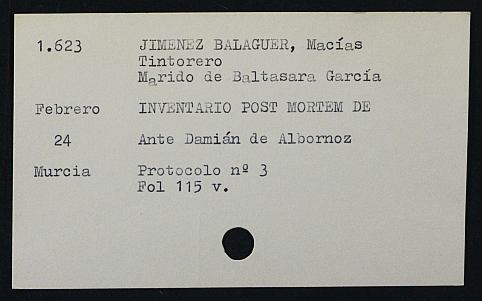 1.623 JIMENEZ BALAGUER, Macías
Tintorero
Marido de Baltasara García
Febrero INVENTARIO POST MORTEM DE
24 Ante Damián de Albornoz
Murcia Protocolo nº 3
Fol 115 v.